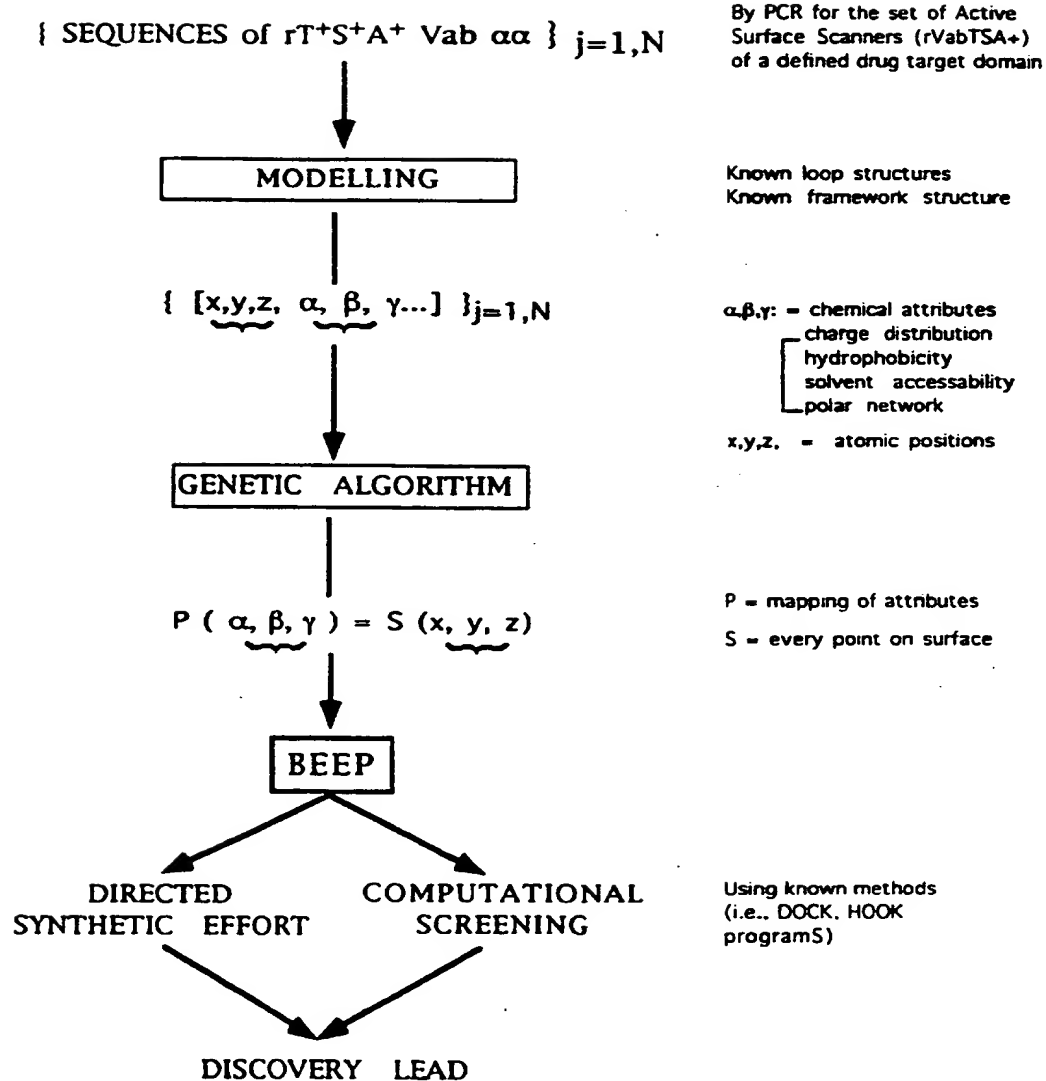 { SEQUENCES of rT⁺S⁺A⁺ Vab αα } j=1,N
By PCR for the set of Active
Surface Scanners (rVabTSA+)
of a defined drug target domain
MODELLING
Known loop structures
Known framework structure
{ [x,y,z, α, β, γ...] }j=1,N
α,β,γ: = chemical attributes
charge distribution
hydrophobicity
solvent accessability
polar network
x,y,z, = atomic positions
GENETIC ALGORITHM
P ( α, β, γ ) = S (x, y, z)
P = mapping of attributes
S = every point on surface
BEEP
DIRECTED
SYNTHETIC EFFORT
COMPUTATIONAL
SCREENING
Using known methods
(i.e., DOCK, HOOK
programS)
DISCOVERY LEAD